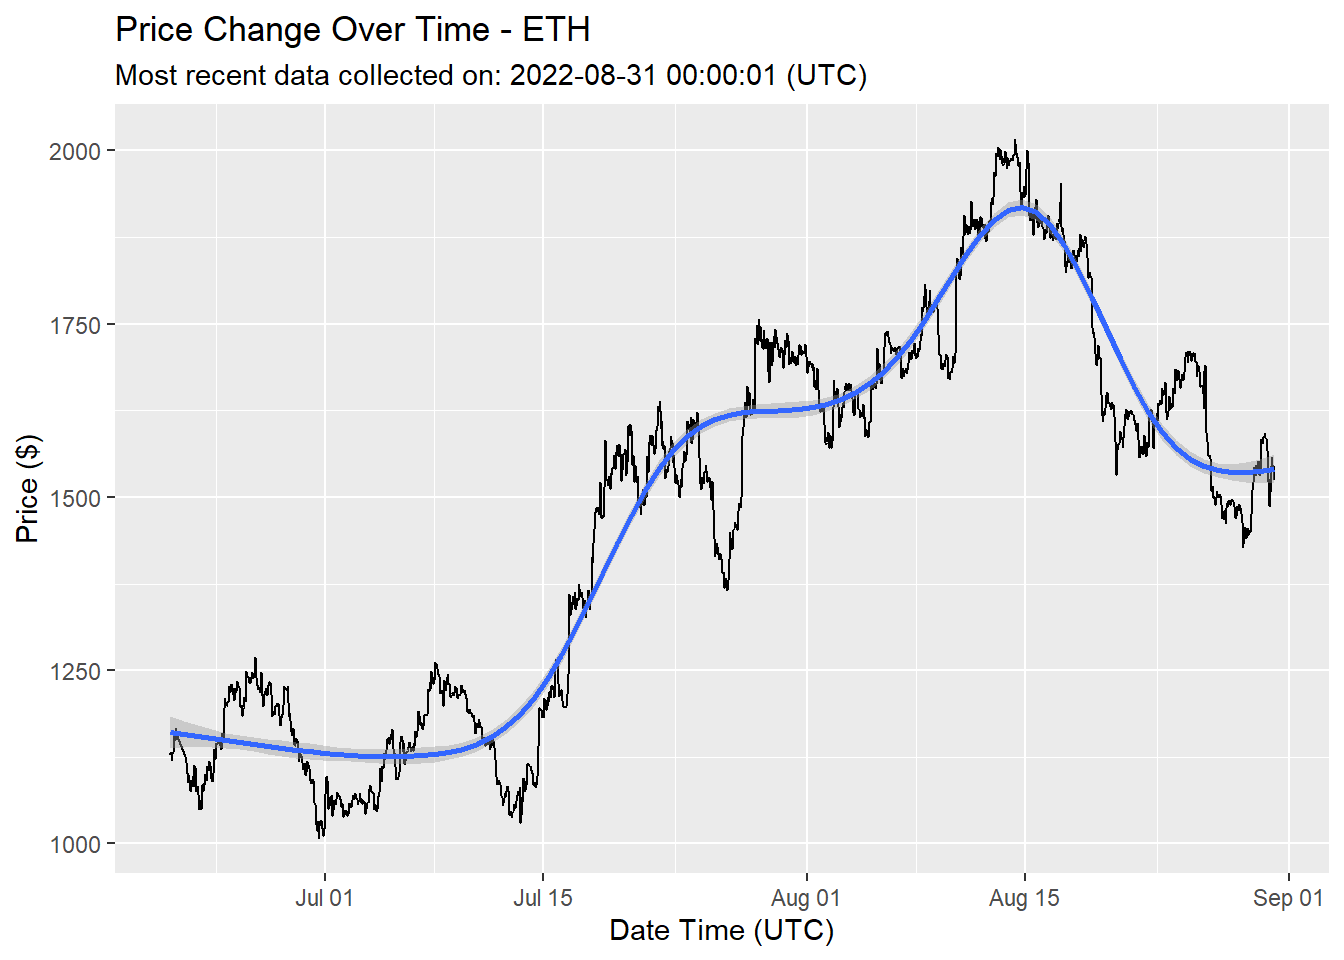 Price Change Over Time - ETH
Most recent data collected on: 2022-08-31 00:00:01 (UTC)
Price ($)
2000
1750
1500
1250
1000
Jul 01
Jul 15
Aug 01
Aug 15
Sep 01
Date Time (UTC)